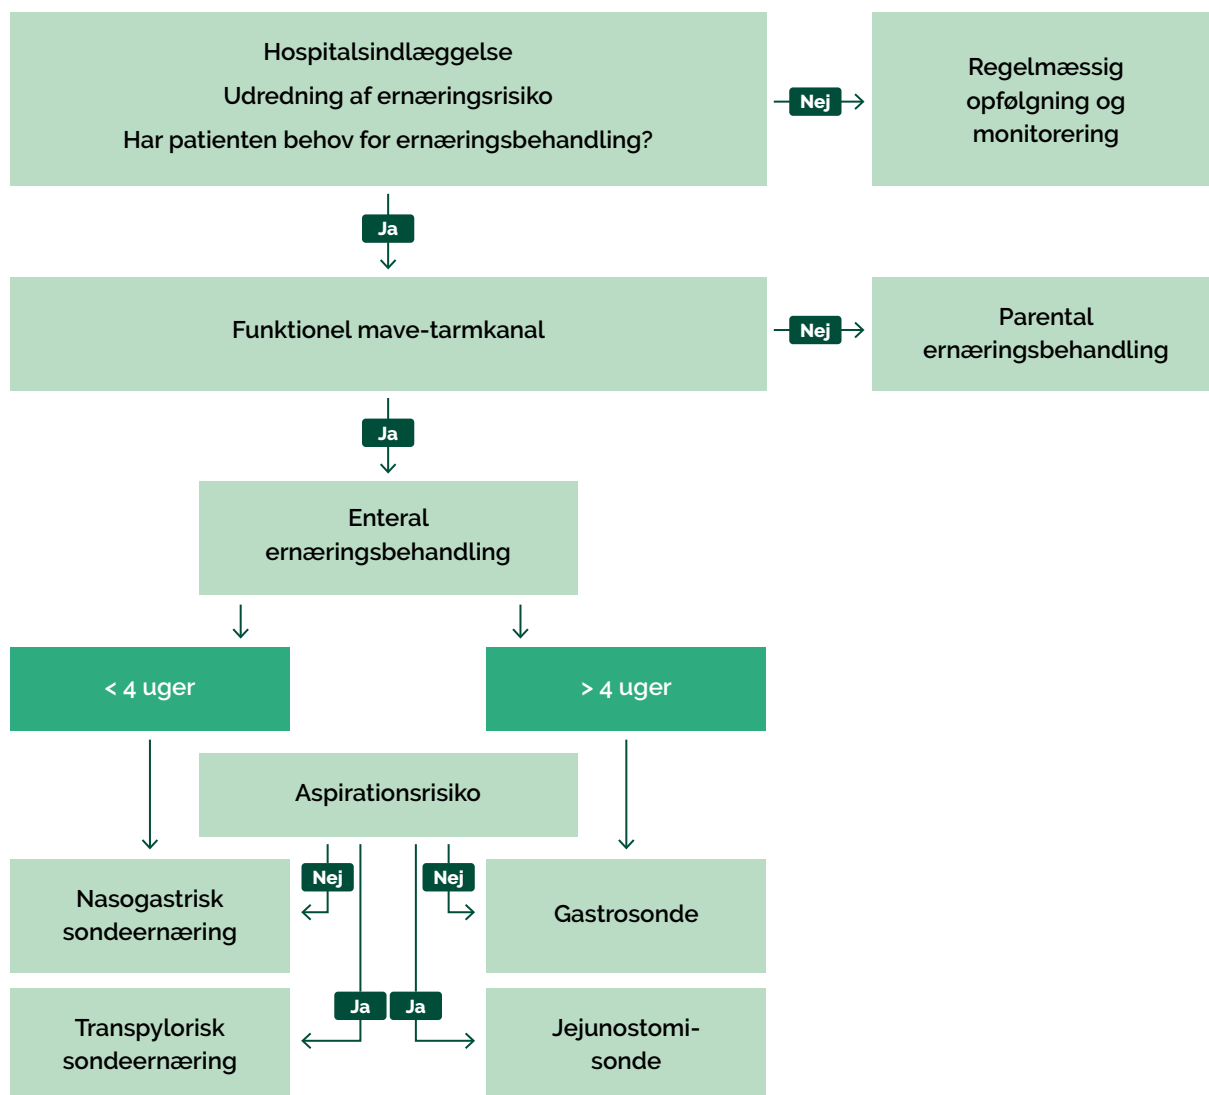 Hospitalsindlæggelse
Udredning af ernæringsrisiko
Har patienten behov for ernæringsbehandling?
Nej
Regelmæssig
opfølgning og
monitorering
Ja
Funktionel mave-tarmkanal
Nej
Parental
ernæringsbehandling
Ja
Enteral
ernæringsbehandling
< 4 uger
> 4 uger
Aspirationsrisiko
Nej
Nej
Nasogastrisk
sondeernæring
Gastrosonde
Ja
Ja
Transpylorisk
sondeernæring
Jejunostomi-
sonde